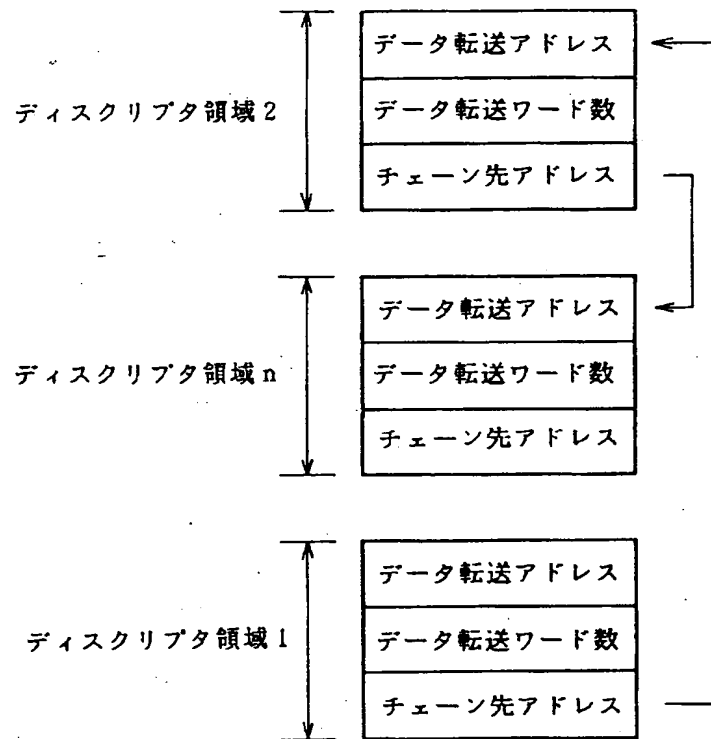 データ転送アドレス
ディスクリプタ領域2
データ転送ワード数
チェーン先アドレス
データ転送アドレス
ディスクリプタ領域n
データ転送ワード数
チェーン先アドレス
データ転送アドレス
ディスクリプタ領域1
データ転送ワード数
チェーン先アドレス